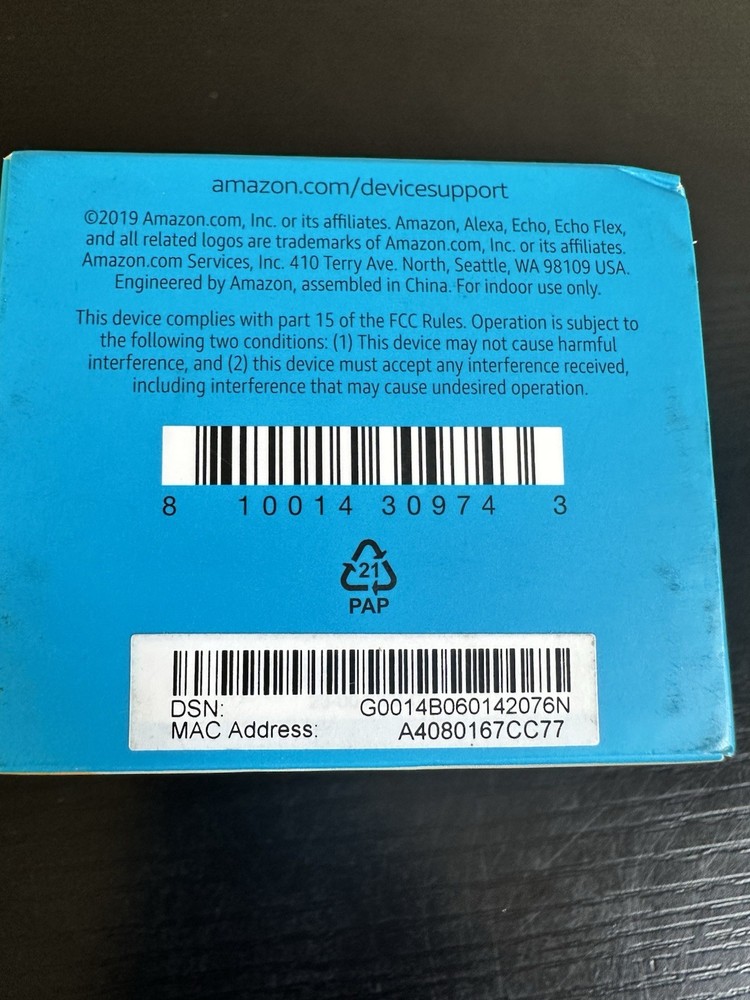 amazon.com/devicesupport
©2019 Amazon.com, Inc. or its affiliates. Amazon, Alexa, Echo, Echo Flex,
and all related logos are trademarks of Amazon.com, Inc. or its affiliates.
Amazon.com Services, Inc. 410 Terry Ave. North, Seattle, WA 98109 USA.
Engineered by Amazon, assembled in China. For indoor use only.
This device complies with part 15 of the FCC Rules. Operation is subject to
the following two conditions: (1) This device may not cause harmful
interference, and (2) this device must accept any interference received,
including interference that may cause undesired operation.
8 10014 30974 3
21
PAP
DSN: G0014B060142076N
MAC Address: A4080167CC77